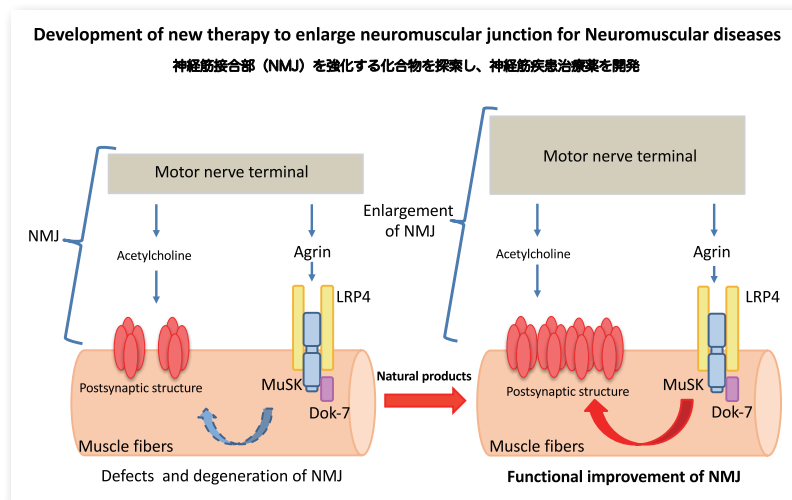 Development of new therapy to enlarge neuromuscular junction for Neuromuscular diseases
神経筋接合部（NMJ）を強化する化合物を探索し、神経筋疾患治療薬を開発
Motor nerve terminal
NMJ
Acetylcholine
Agrin
LRP4
Postsynaptic structure
MuSK
Dok-7
Muscle fibers
Defects and degeneration of NMJ
Natural products
Motor nerve terminal
Enlargement
of NMJ
Acetylcholine
Agrin
LRP4
Postsynaptic structure
MuSK
Dok-7
Muscle fibers
Functional improvement of NMJ